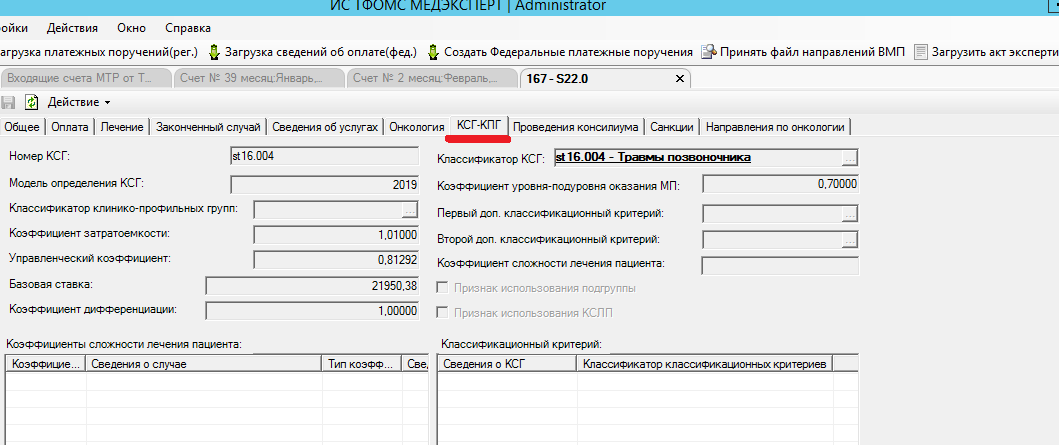 ИС ТФОМС МЕДЭКСПЕРТ | Administrator
ройки Действия Окно Справка
агрузка платежных поручений(рег.) Загрузка сведений об оплате(фед.) Создать Федеральные платежные поручения Принять файл направлений ВМП Загрузить акт эксперти
Входящие счета МТР от Т... Счет № 39 месяц:Январь,... Счет № 2 месяц:Февраль,... 167 - S22.0
Действие
Общее Оплата Лечение Законченный случай Сведения об услугах Онкология КСГ-КПГ Проведения консилиума Санкции Направления по онкологии
Номер КСГ: st16.004 Классификатор КСГ: st16.004 - Травмы позвоночника ...
Модель определения КСГ: 2019 Коэффициент уровня-подуровня оказания МП: 0,70000
Классификатор клинико-профильных групп: ... Первый доп. классификационный критерий: ...
Коэффициент затратоемкости: 1,01000 Второй доп. классификационный критерий: ...
Управленческий коэффициент: 0,81292 Коэффициент сложности лечения пациента:
Базовая ставка: 21950,38 Признак использования подгруппы
Коэффициент дифференциации: 1,00000 Признак использования КСЛП
Коэффициенты сложности лечения пациента: Классификационный критерий:
Коэффицие... Сведения о случае Тип коэфф... Све, Сведения о КСГ Классификатор классификационных критериев